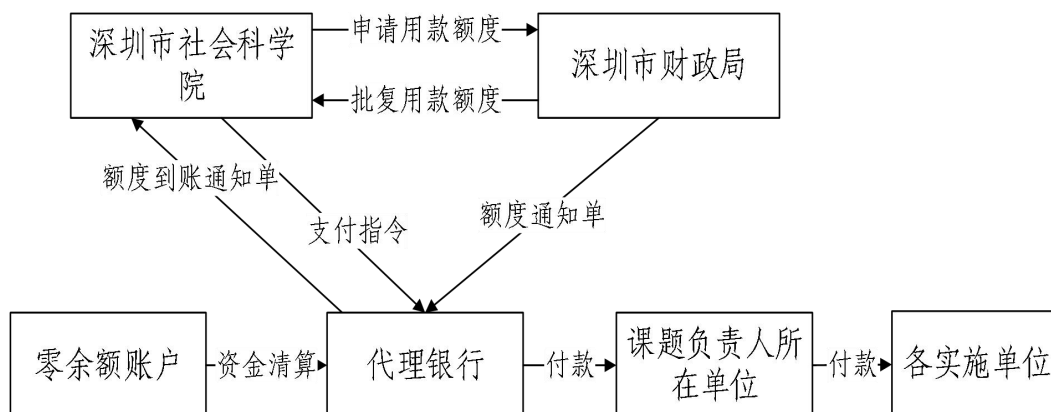 深圳市社会科学
院
申请用款额度
深圳市财政局
批复用款额度
额度到账通知单
支付指令
额度通知单
零余额账户
资金清算
代理银行
付款
课题负责人所
在单位
付款
各实施单位